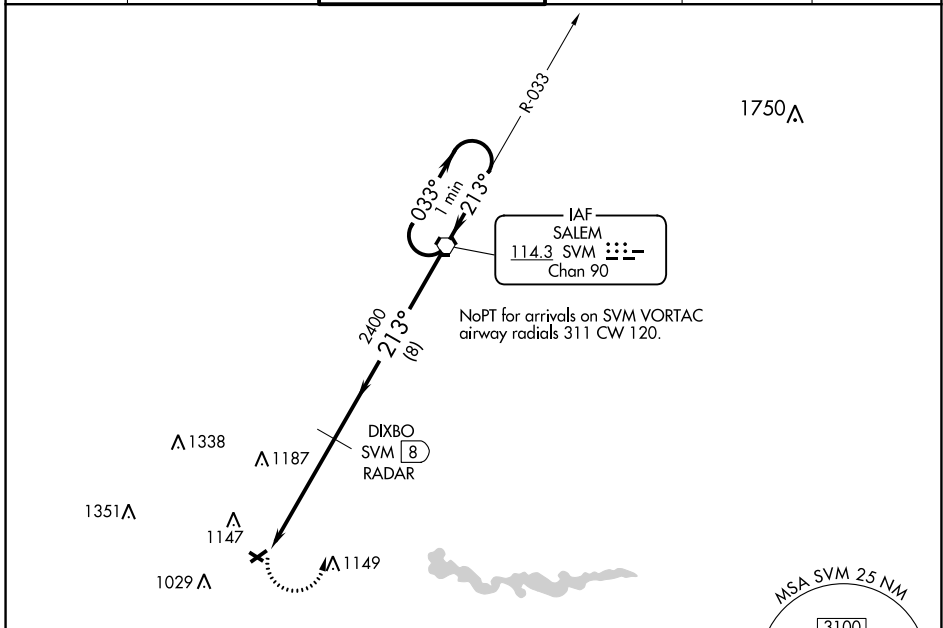 R-033
1750
033°
1 min
213°
IAF
SALEM
114.3 SVM
Chan 90
NoPT for arrivals on SVM VORTAC
airway radials 311 CW 120.
2400
213°
(8)
DIXBO
SVM 8
RADAR
1338
1187
1351
1147
1149
1029
MSA SVM 25 NM
3100